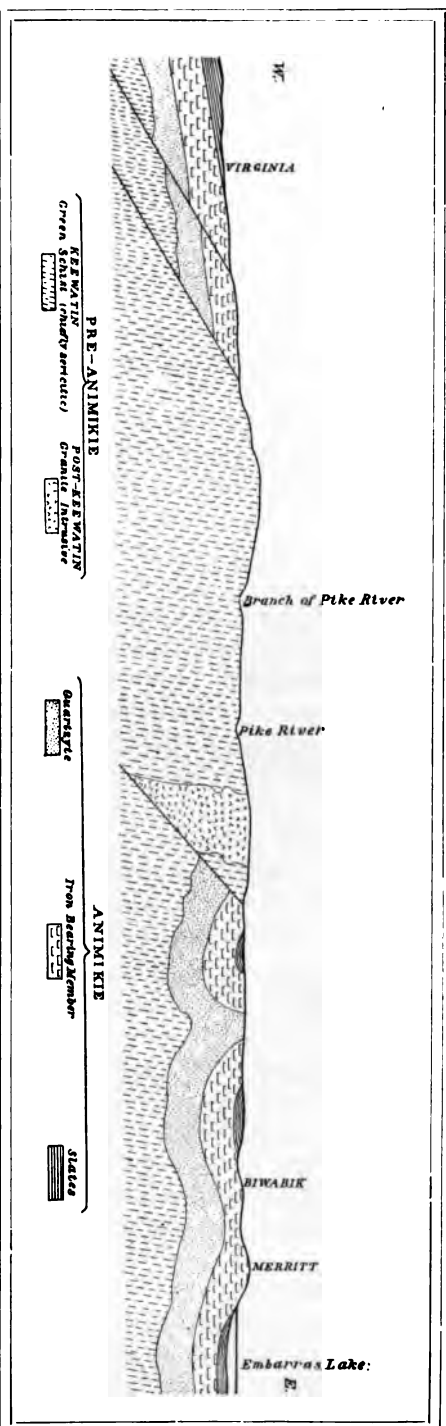 W.
VIRGINIA
Branch of Pike River
Pike River
BIWABIK
MERRITT
Embarras Lake:
E.
PRE-ANIMIKIE
KEEWATIN
Green Schist (chiefly sericitic)
POST-KEEWATIN
Granite Intrusive
ANIMIKIE
Quartzyte
Iron Bearing Member
Slates